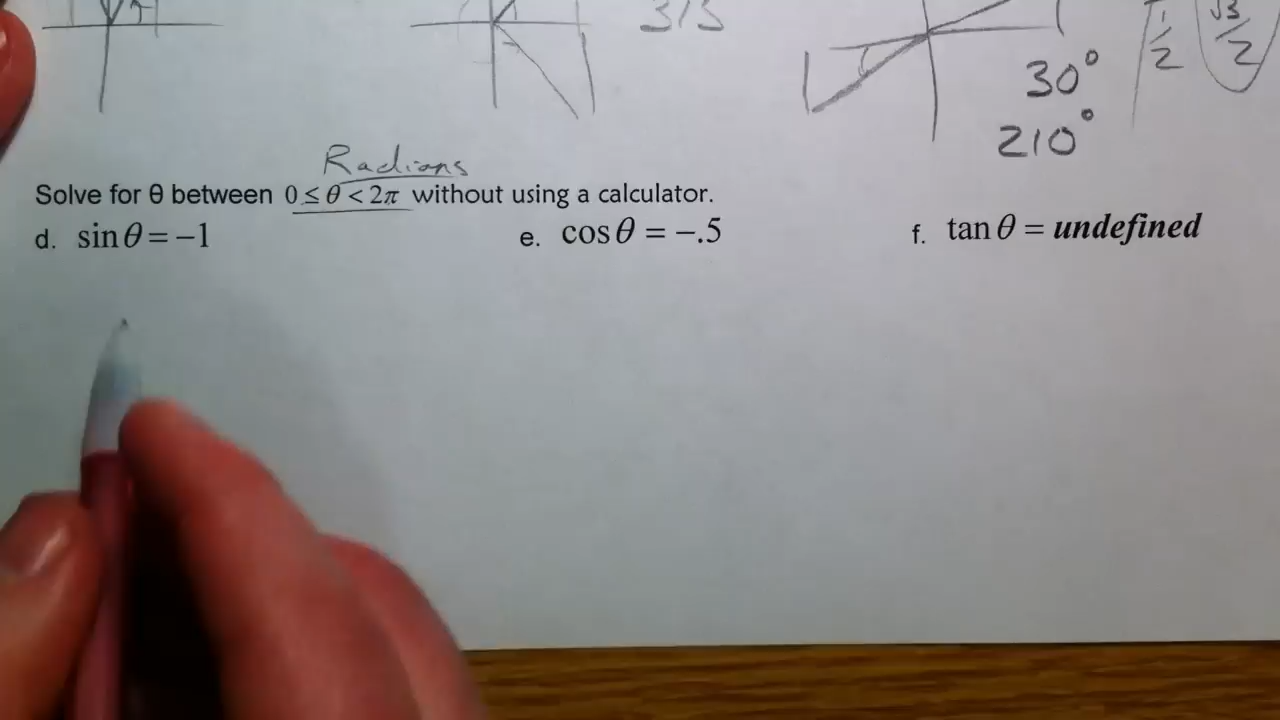 3/3
30°
210°
-1/2
√3/2
Radians
Solve for θ between 0 ≤ θ < 2π without using a calculator.
d. sin θ = −1
e. cos θ = −.5
f. tan θ = undefined